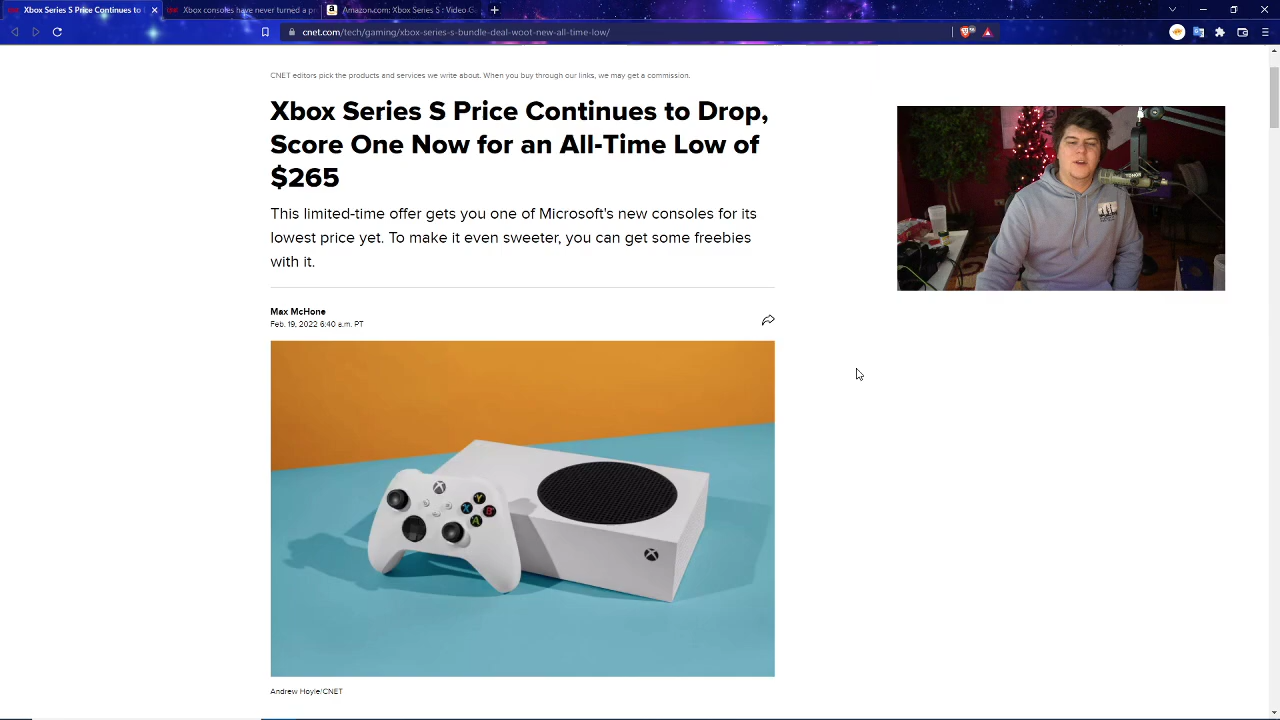 Xbox Series S Price Continues to
Xbox consoles have never turned a p
Amazon.com: Xbox Series S : Video G
cnet.com/tech/gaming/xbox-series-s-bundle-deal-woot-new-all-time-low/
CNET editors pick the products and services we write about. When you buy through our links, we may get a commission.
Xbox Series S Price Continues to Drop,
Score One Now for an All-Time Low of
$265
This limited-time offer gets you one of Microsoft's new consoles for its
lowest price yet. To make it even sweeter, you can get some freebies
with it.
Max McHone
Feb. 19, 2022 6:40 a.m. PT
TONOR
Y
X
B
A
Andrew Hoyle/CNET